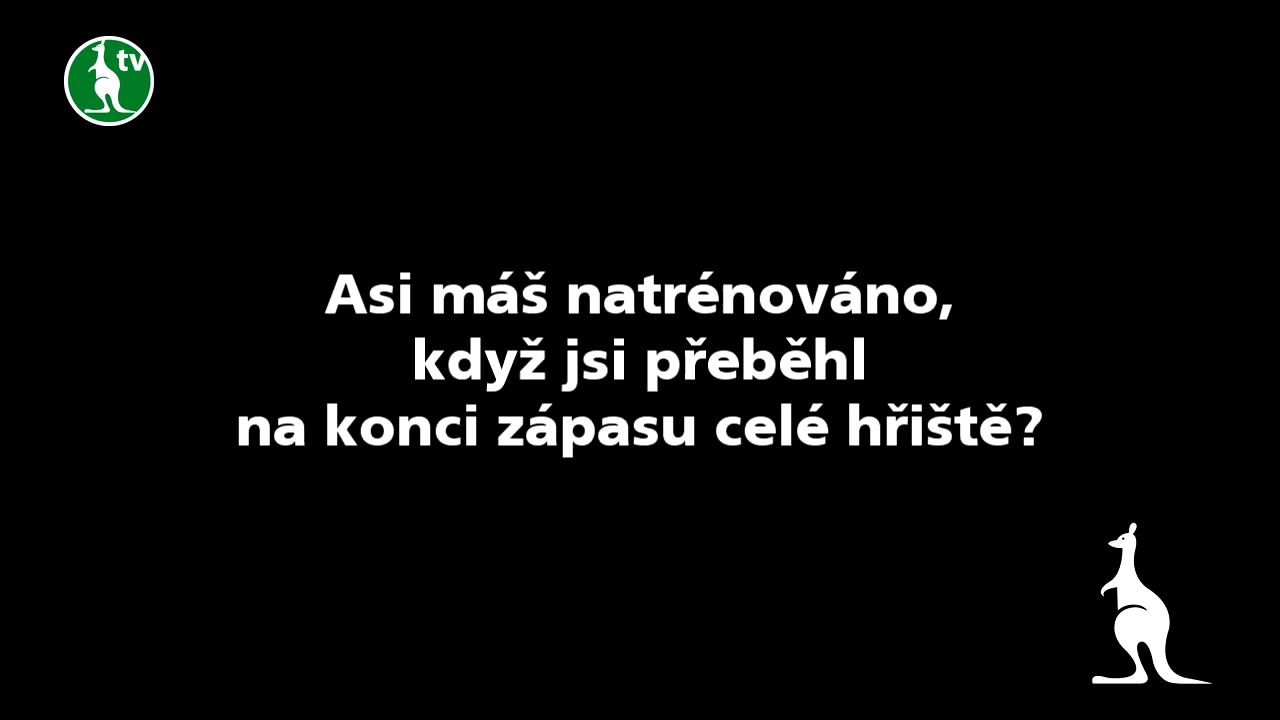 tv
Asi máš natrénováno,
když jsi přeběhl
na konci zápasu celé hřiště?